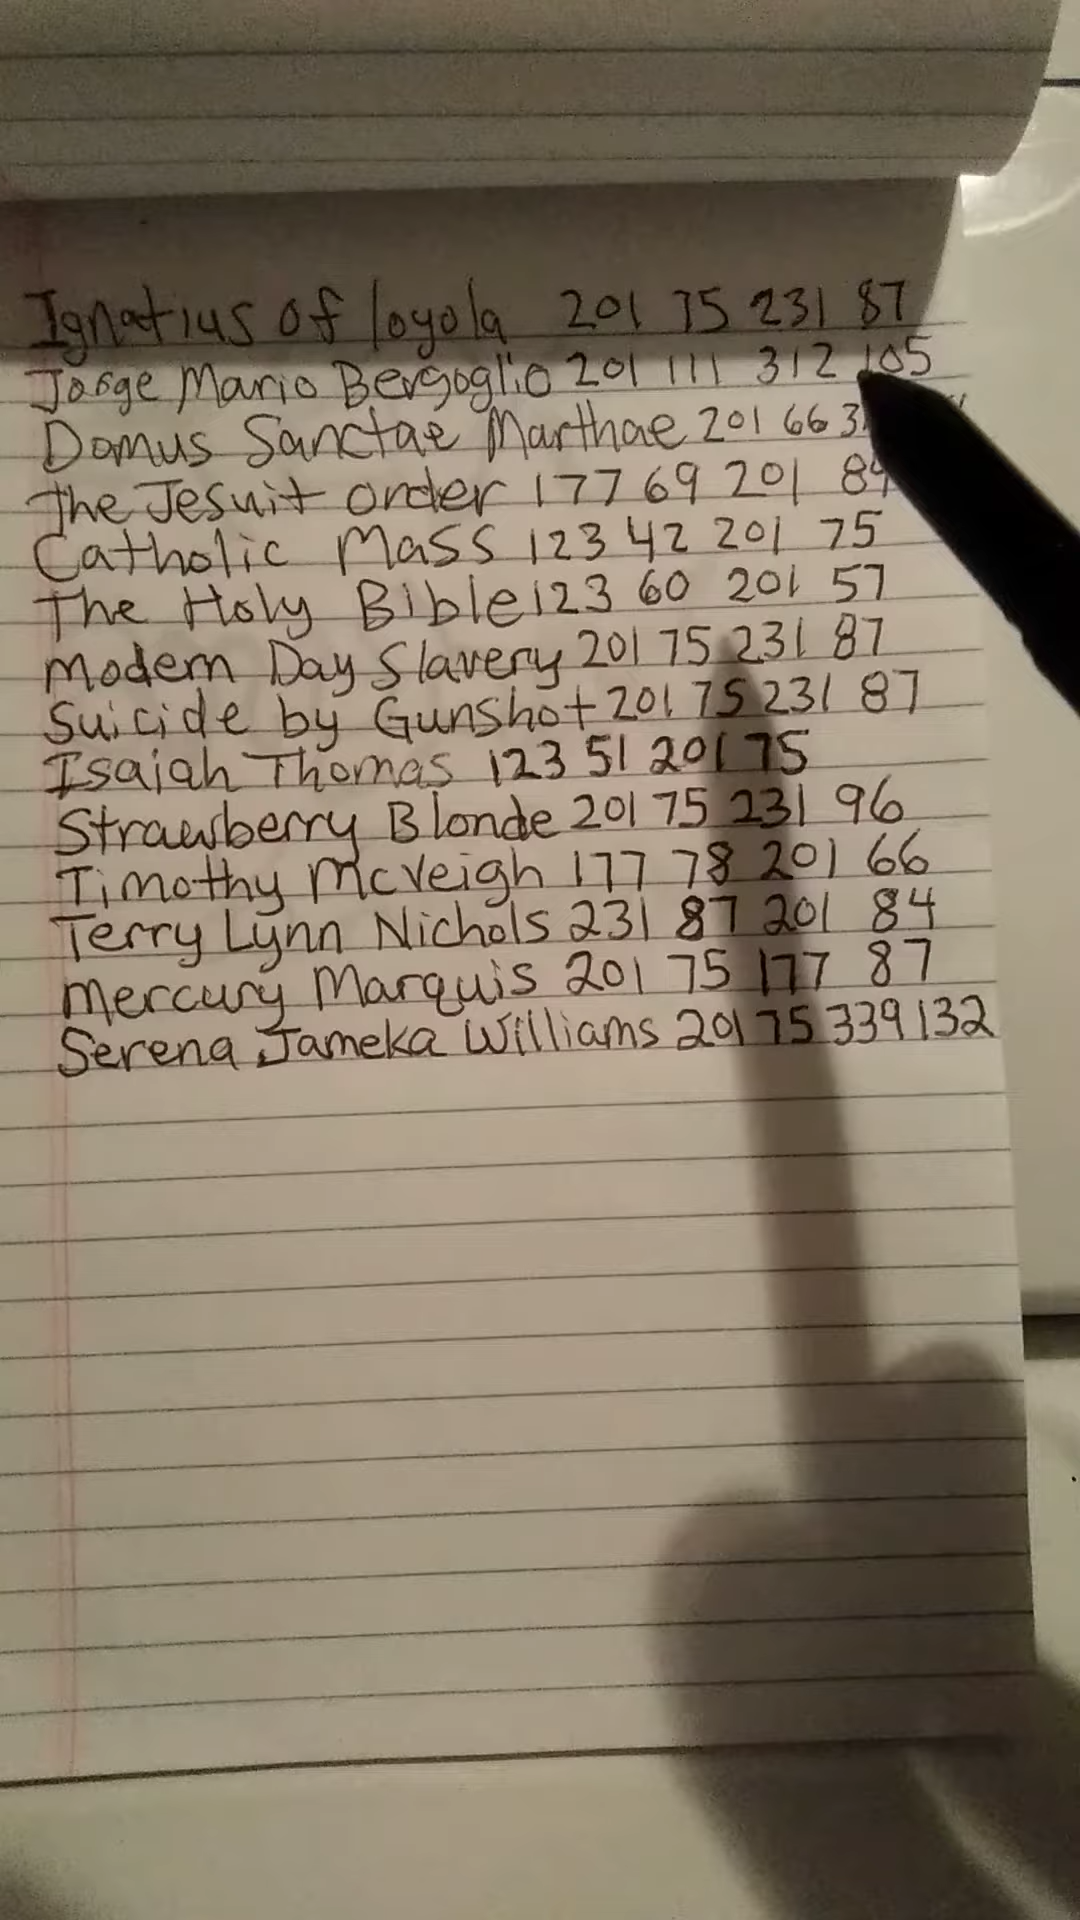 Ignatius of loyola 201 75 231 87
Jorge Mario Bergoglio 201 111 312 105
Domus Sanctae Marthae 201 66
The Jesuit order 177 69 201 84
Catholic Mass 123 42 201 75
The Holy Bible 123 60 201 57
Modern Day Slavery 201 75 231 87
Suicide by Gunshot 201 75 231 87
Isaiah Thomas 123 51 201 75
Strawberry Blonde 201 75 231 96
Timothy McVeigh 177 78 201 66
Terry Lynn Nichols 231 87 201 84
Mercury Marquis 201 75 177 87
Serena Jameka Williams 201 75 339 132